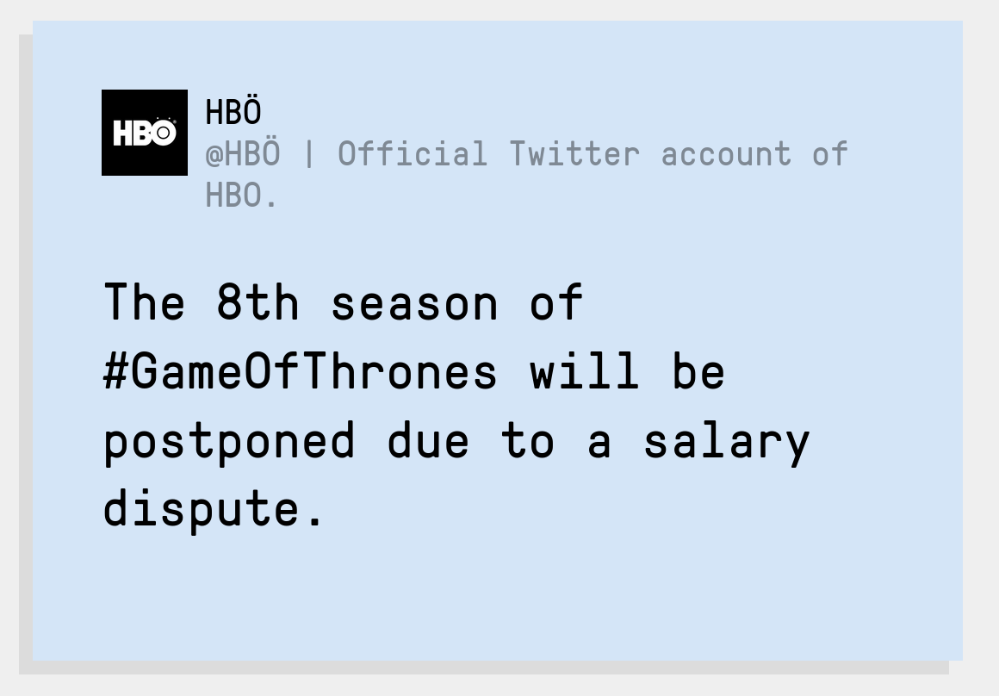 HBÖ
HBÖ
@HBÖ | Official Twitter account of
HBO.
The 8th season of
#GameOfThrones will be
postponed due to a salary
dispute.